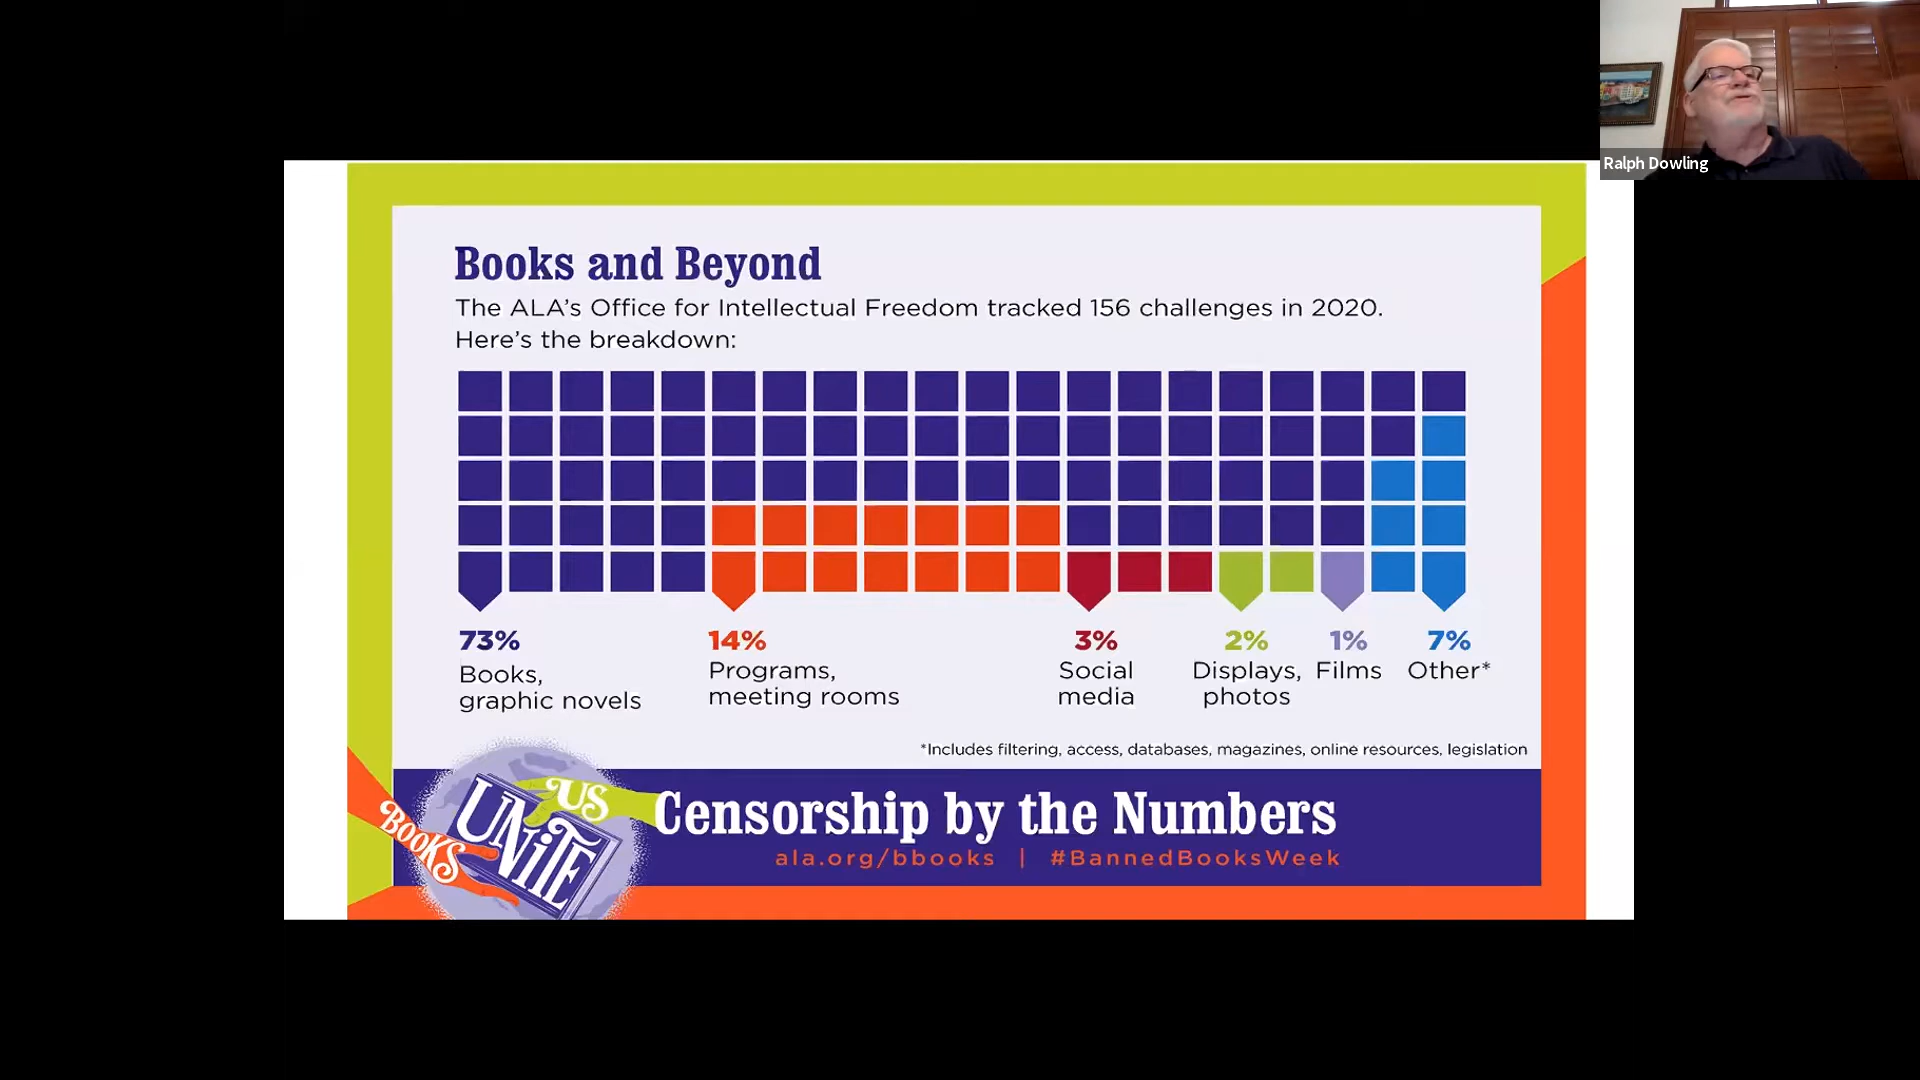 Ralph Dowling
Books and Beyond
The ALA's Office for Intellectual Freedom tracked 156 challenges in 2020.
Here's the breakdown:
73%
Books,
graphic novels
14%
Programs,
meeting rooms
3%
Social
media
2%
Displays,
photos
1%
Films
7%
Other*
*Includes filtering, access, databases, magazines, online resources, legislation
BOOKS
UNITE
US
Censorship by the Numbers
ala.org/bbooks | #BannedBooksWeek